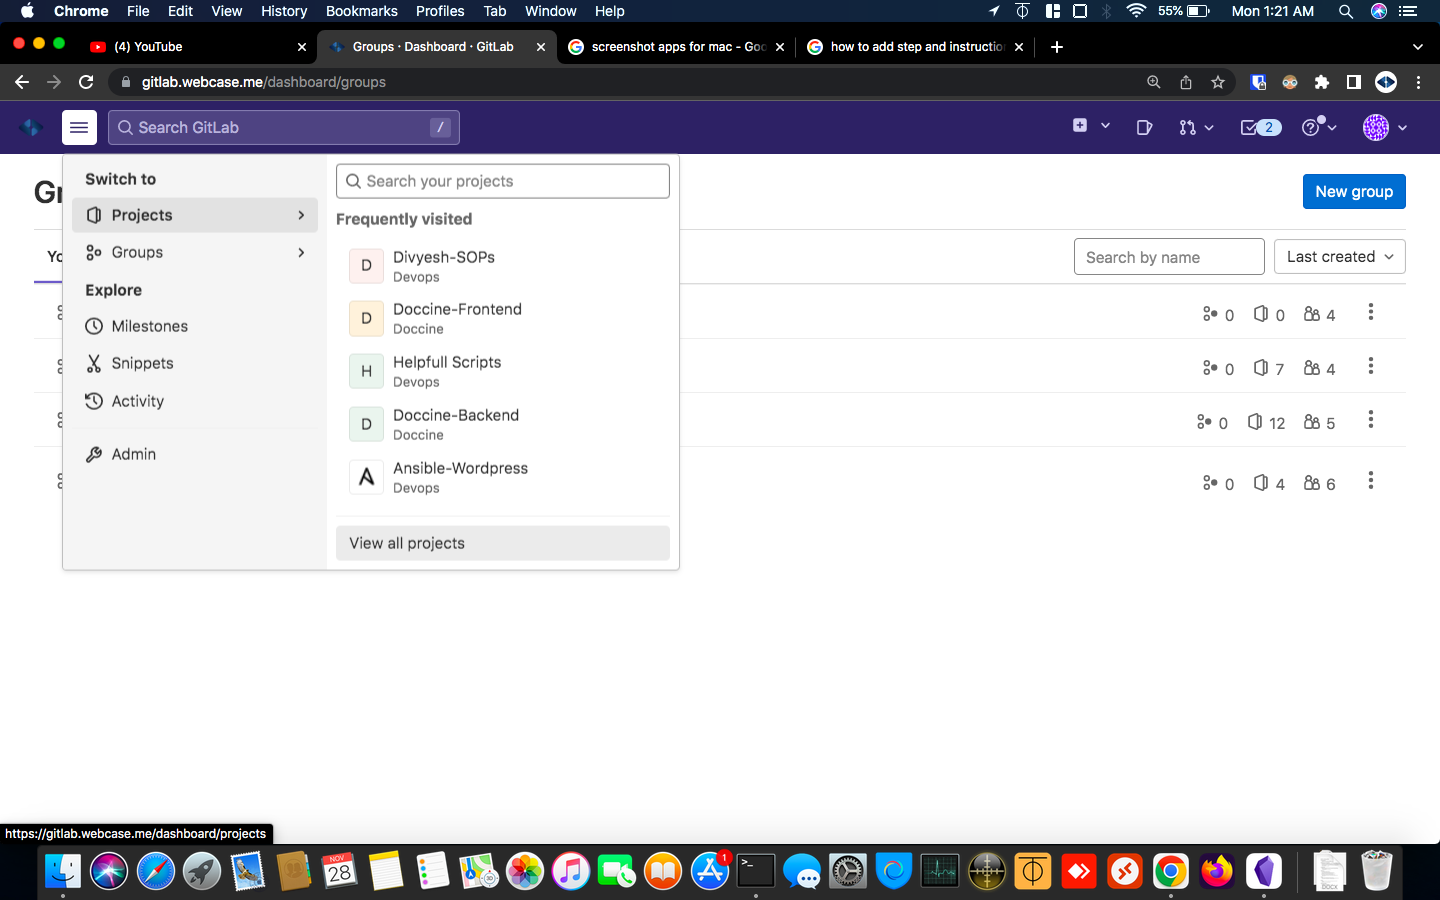 Chrome File Edit View History Bookmarks Profiles Tab Window Help 55% Mon 1:21 AM
(4) YouTube
Groups · Dashboard · GitLab
screenshot apps for mac - Goo
how to add step and instruction
gitlab.webcase.me/dashboard/groups
Search GitLab /
2
Gr
New group
Switch to
Projects
Groups
Explore
Milestones
Snippets
Activity
Admin
Search your projects
Frequently visited
D Divyesh-SOPs
Devops
D Doccine-Frontend
Doccine
H Helpfull Scripts
Devops
D Doccine-Backend
Doccine
Ansible-Wordpress
Devops
View all projects
Yo
Search by name
Last created
0 0 4
0 7 4
0 12 5
0 4 6
https://gitlab.webcase.me/dashboard/projects
NOV
28
1
>_
DOCX